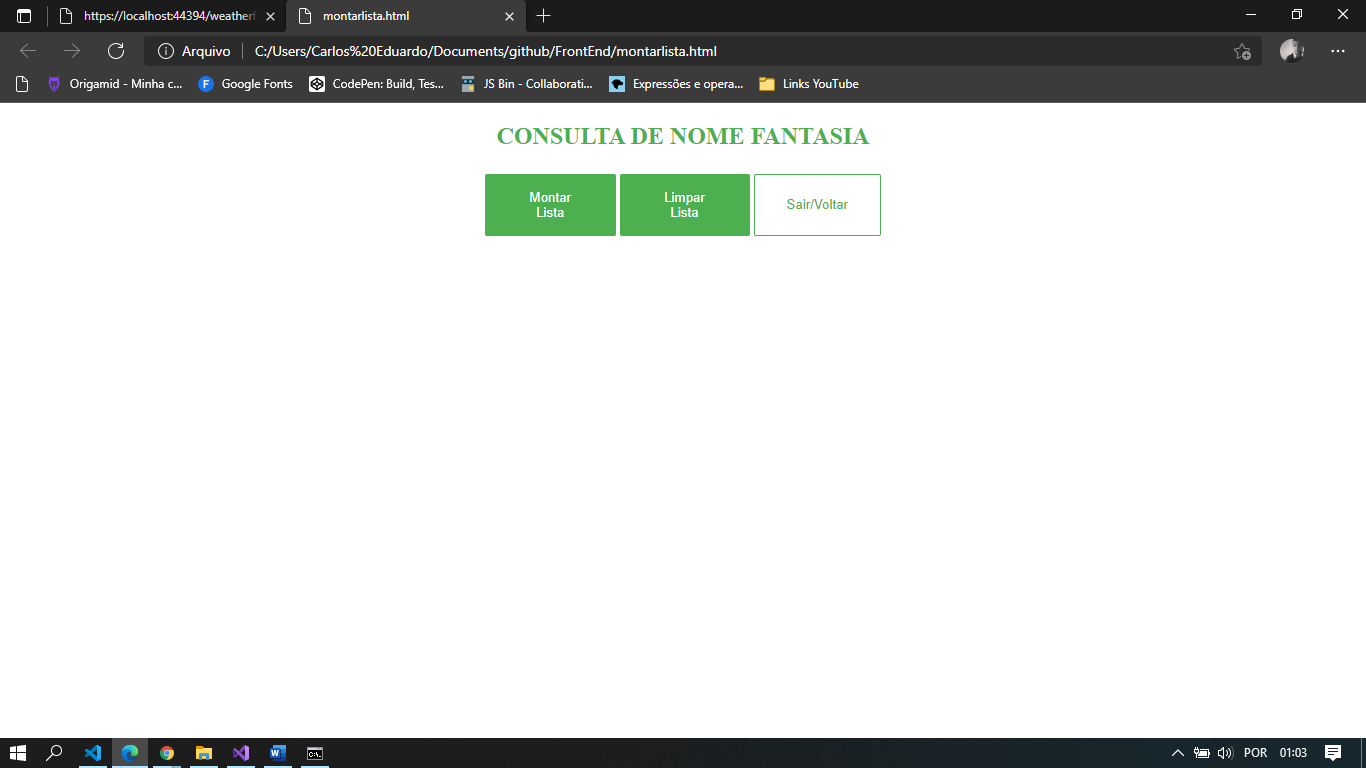 https://localhost:44394/weatherf
montarlista.html
Arquivo
C:/Users/Carlos%20Eduardo/Documents/github/FrontEnd/montarlista.html
Origamid - Minha c...
Google Fonts
CodePen: Build, Tes...
JS Bin - Collaborati...
Expressões e opera...
Links YouTube
CONSULTA DE NOME FANTASIA
Montar
Lista
Limpar
Lista
Sair/Voltar
POR
01:03